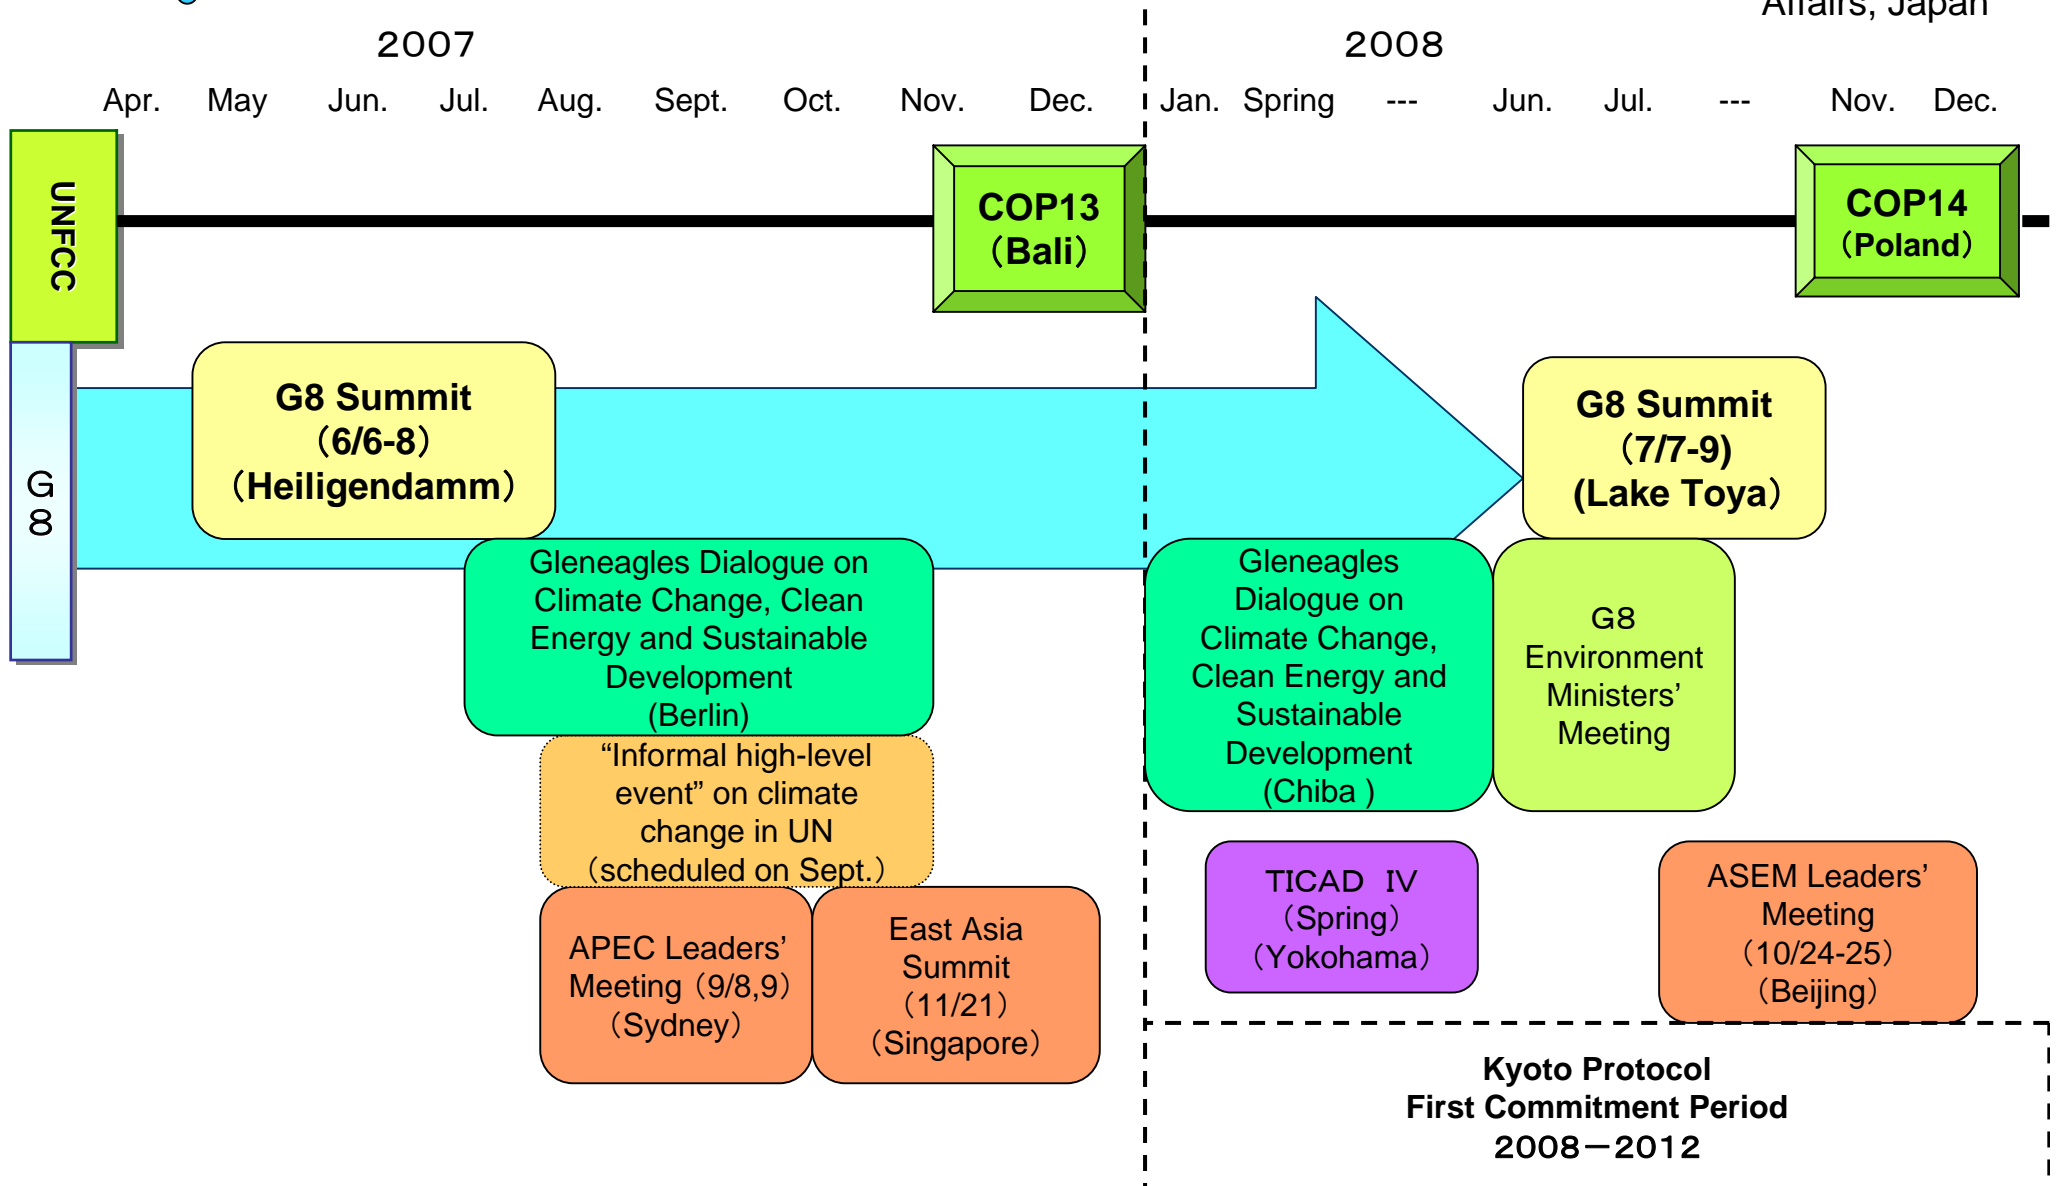 Affairs, Japan
2007
2008
Apr. May Jun. Jul. Aug. Sept. Oct. Nov. Dec. Jan. Spring --- Jun. Jul. --- Nov. Dec.
UNFCC
COP13
（Bali）
COP14
（Poland）
G8
G8 Summit
（6/6-8）
（Heiligendamm）
G8 Summit
（7/7-9)
(Lake Toya）
Gleneagles Dialogue on
Climate Change, Clean
Energy and Sustainable
Development
(Berlin)
Gleneagles
Dialogue on
Climate Change,
Clean Energy and
Sustainable
Development
(Chiba )
G8
Environment
Ministers’
Meeting
“Informal high-level
event” on climate
change in UN
（scheduled on Sept.）
APEC Leaders’
Meeting（9/8,9）
（Sydney）
East Asia
Summit
（11/21）
（Singapore）
TICAD IV
（Spring）
（Yokohama）
ASEM Leaders’
Meeting
（10/24-25）
（Beijing）
Kyoto Protocol
First Commitment Period
2008－2012